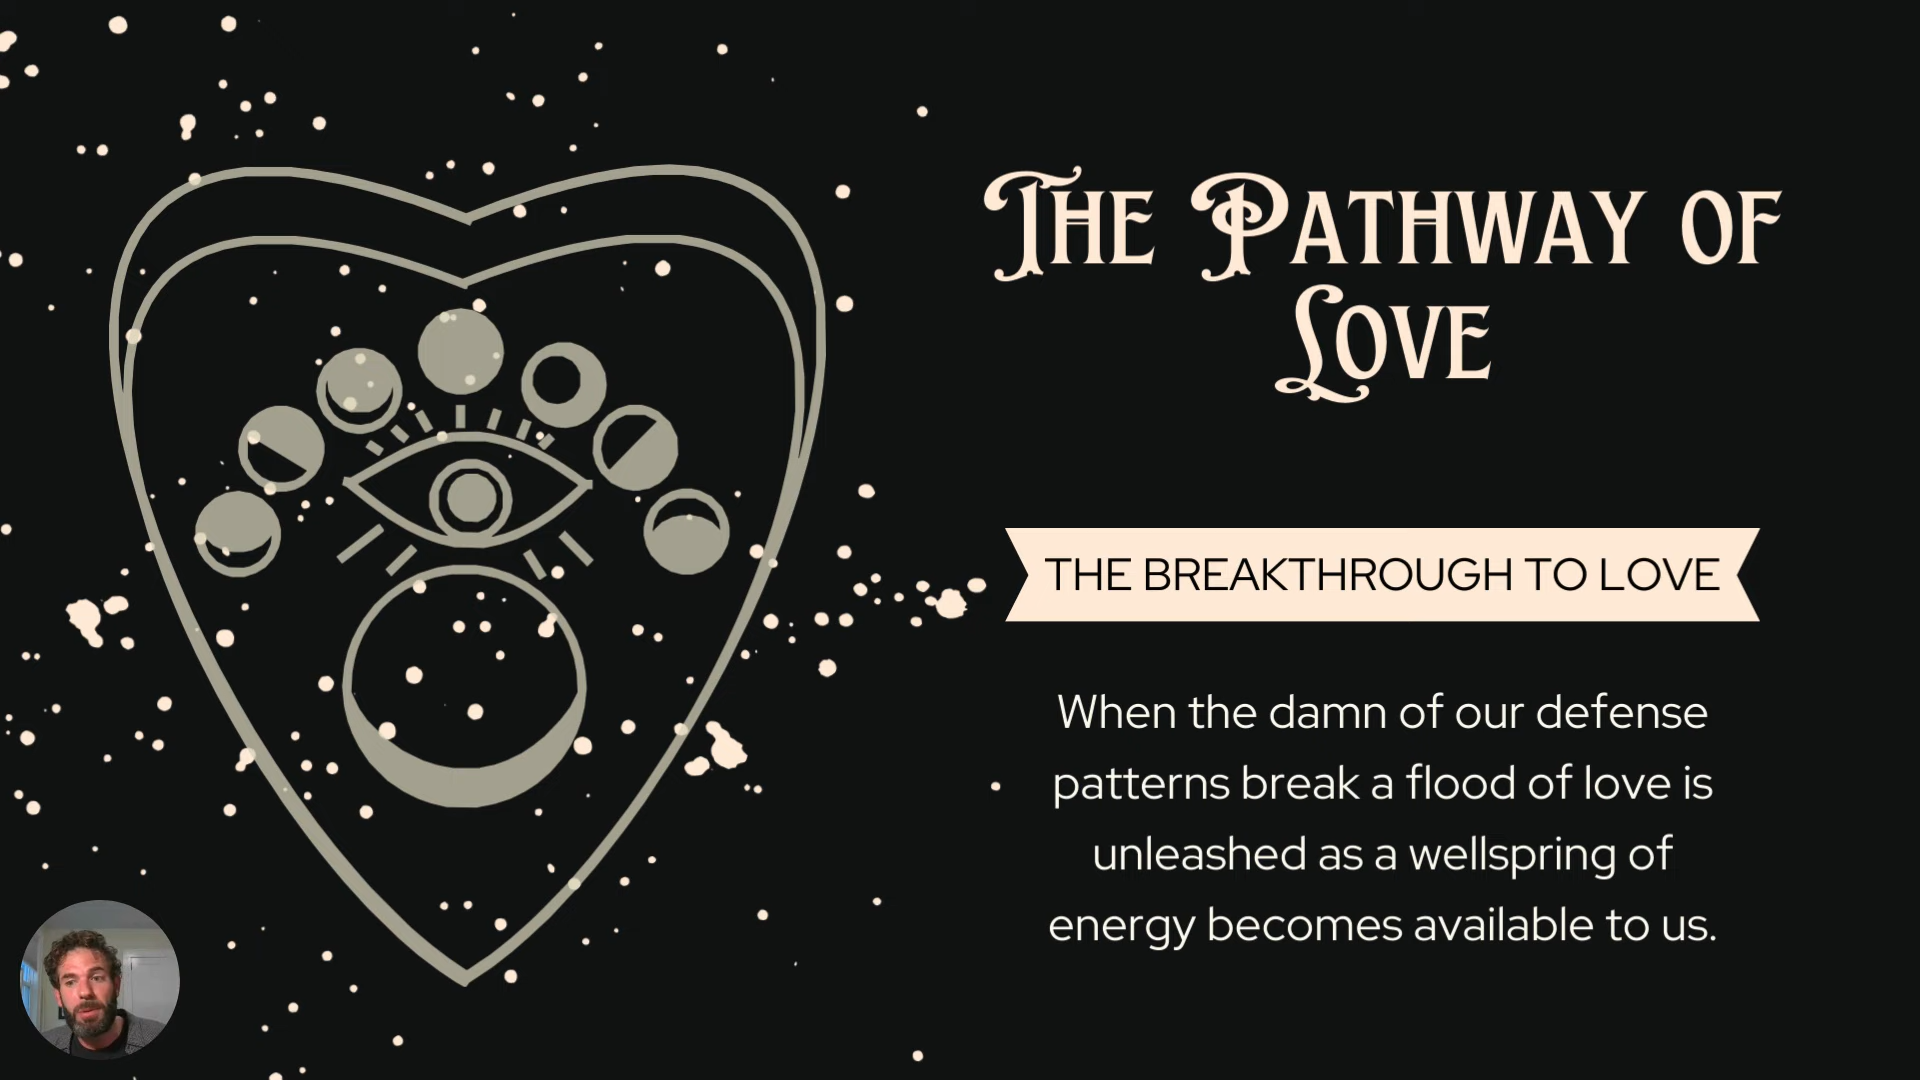 The Pathway of
Love
THE BREAKTHROUGH TO LOVE
When the damn of our defense
patterns break a flood of love is
unleashed as a wellspring of
energy becomes available to us.